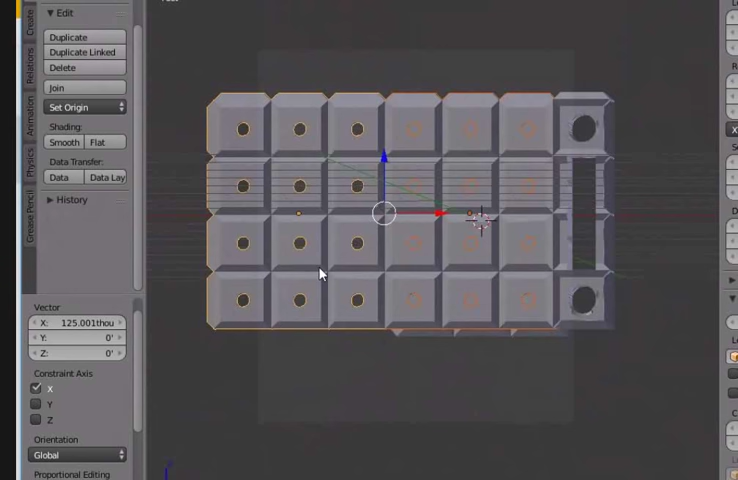 Create
Relations
Animation
Physics
Grease Pencil
▼ Edit
Duplicate
Duplicate Linked
Delete
Join
Set Origin
Shading:
Smooth Flat
Data Transfer:
Data Data Lay
▶ History
Vector
X: 125.001thou
Y: 0'
Z: 0'
Constraint Axis
X
Y
Z
Orientation
Global
Proportional Editing